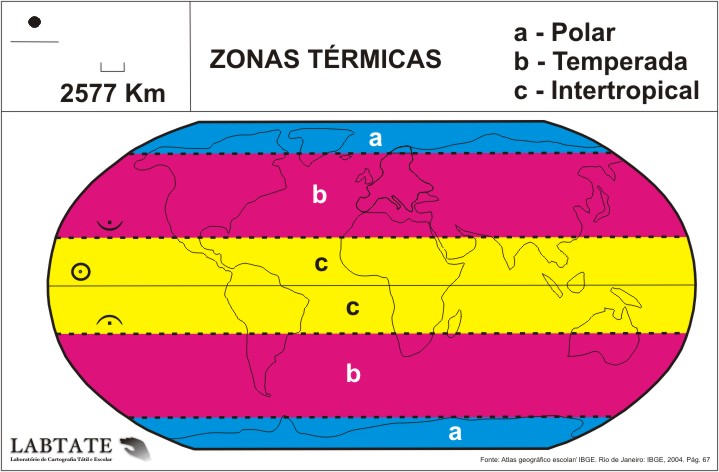 2577 Km
ZONAS TÉRMICAS
a - Polar
b - Temperada
c - Intertropical
a
b
c
c
b
a
LABTATE
Laboratório de Cartografia Tátil e Escolar
Fonte: Atlas geográfico escolar/ IBGE. Rio de Janeiro: IBGE, 2004. Pág. 67